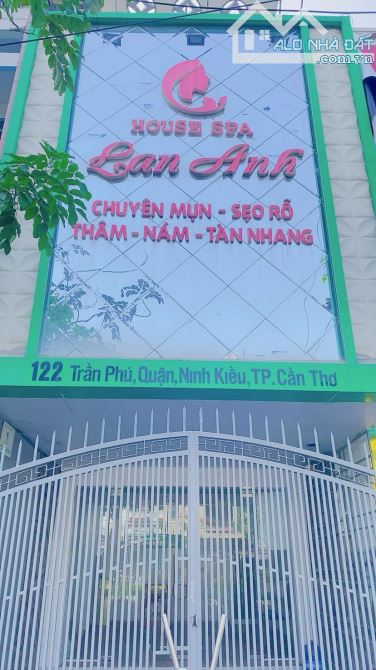 ALO NHÀ ĐẤT
.com.vn
HOUSE SPA
Lan Anh
CHUYÊN MỤN - SẸO RỖ
THÂM - NÁM - TÀN NHANG
122 Trần Phú, Quận, Ninh Kiều, TP. Cần Thơ